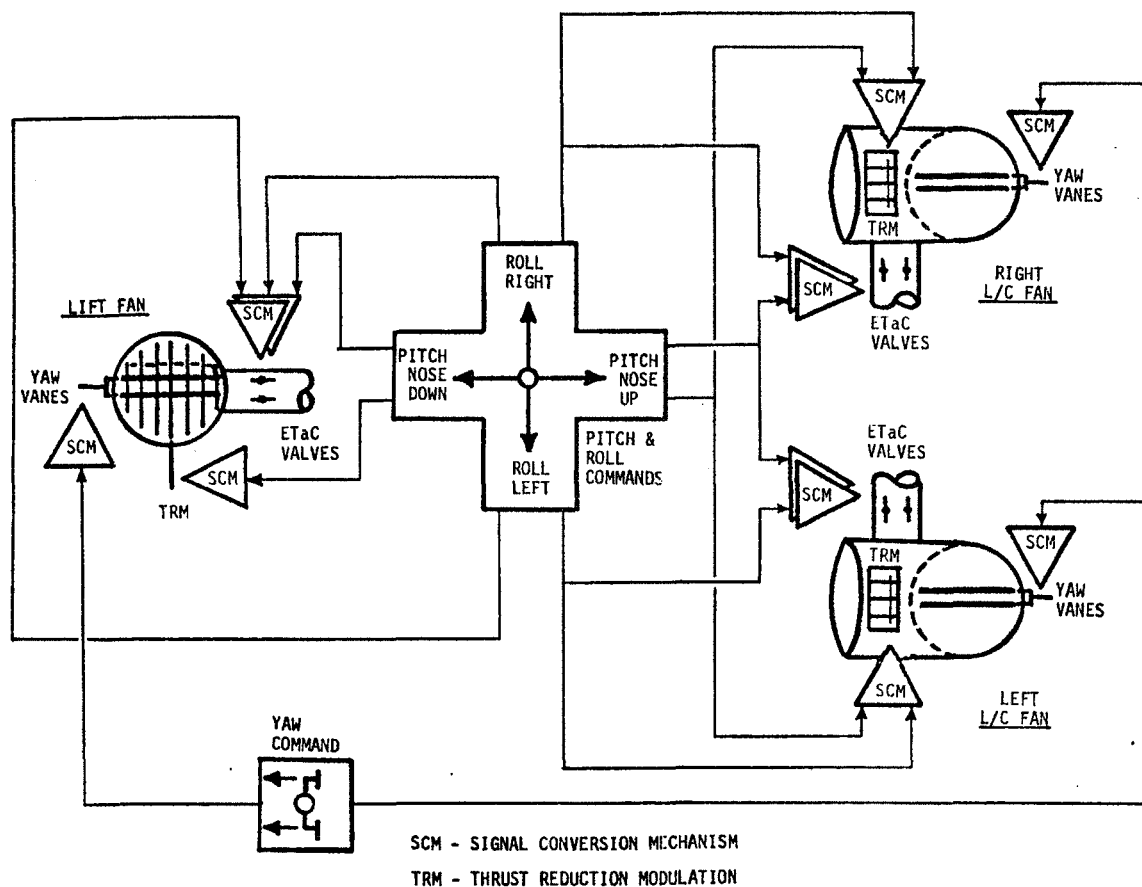 SCM
SCM
YAW
VANES
TRM
RIGHT
L/C FAN
SCM
ETaC
VALVES
LIFT FAN
SCM
YAW
VANES
ETaC
VALVES
SCM
SCM
TRM
ROLL
RIGHT
PITCH
NOSE
DOWN
PITCH
NOSE
UP
ROLL
LEFT
PITCH &
ROLL
COMMANDS
ETaC
VALVES
SCM
SCM
TRM
YAW
VANES
SCM
LEFT
L/C FAN
YAW
COMMAND
SCM - SIGNAL CONVERSION MECHANISM
TRM - THRUST REDUCTION MODULATION